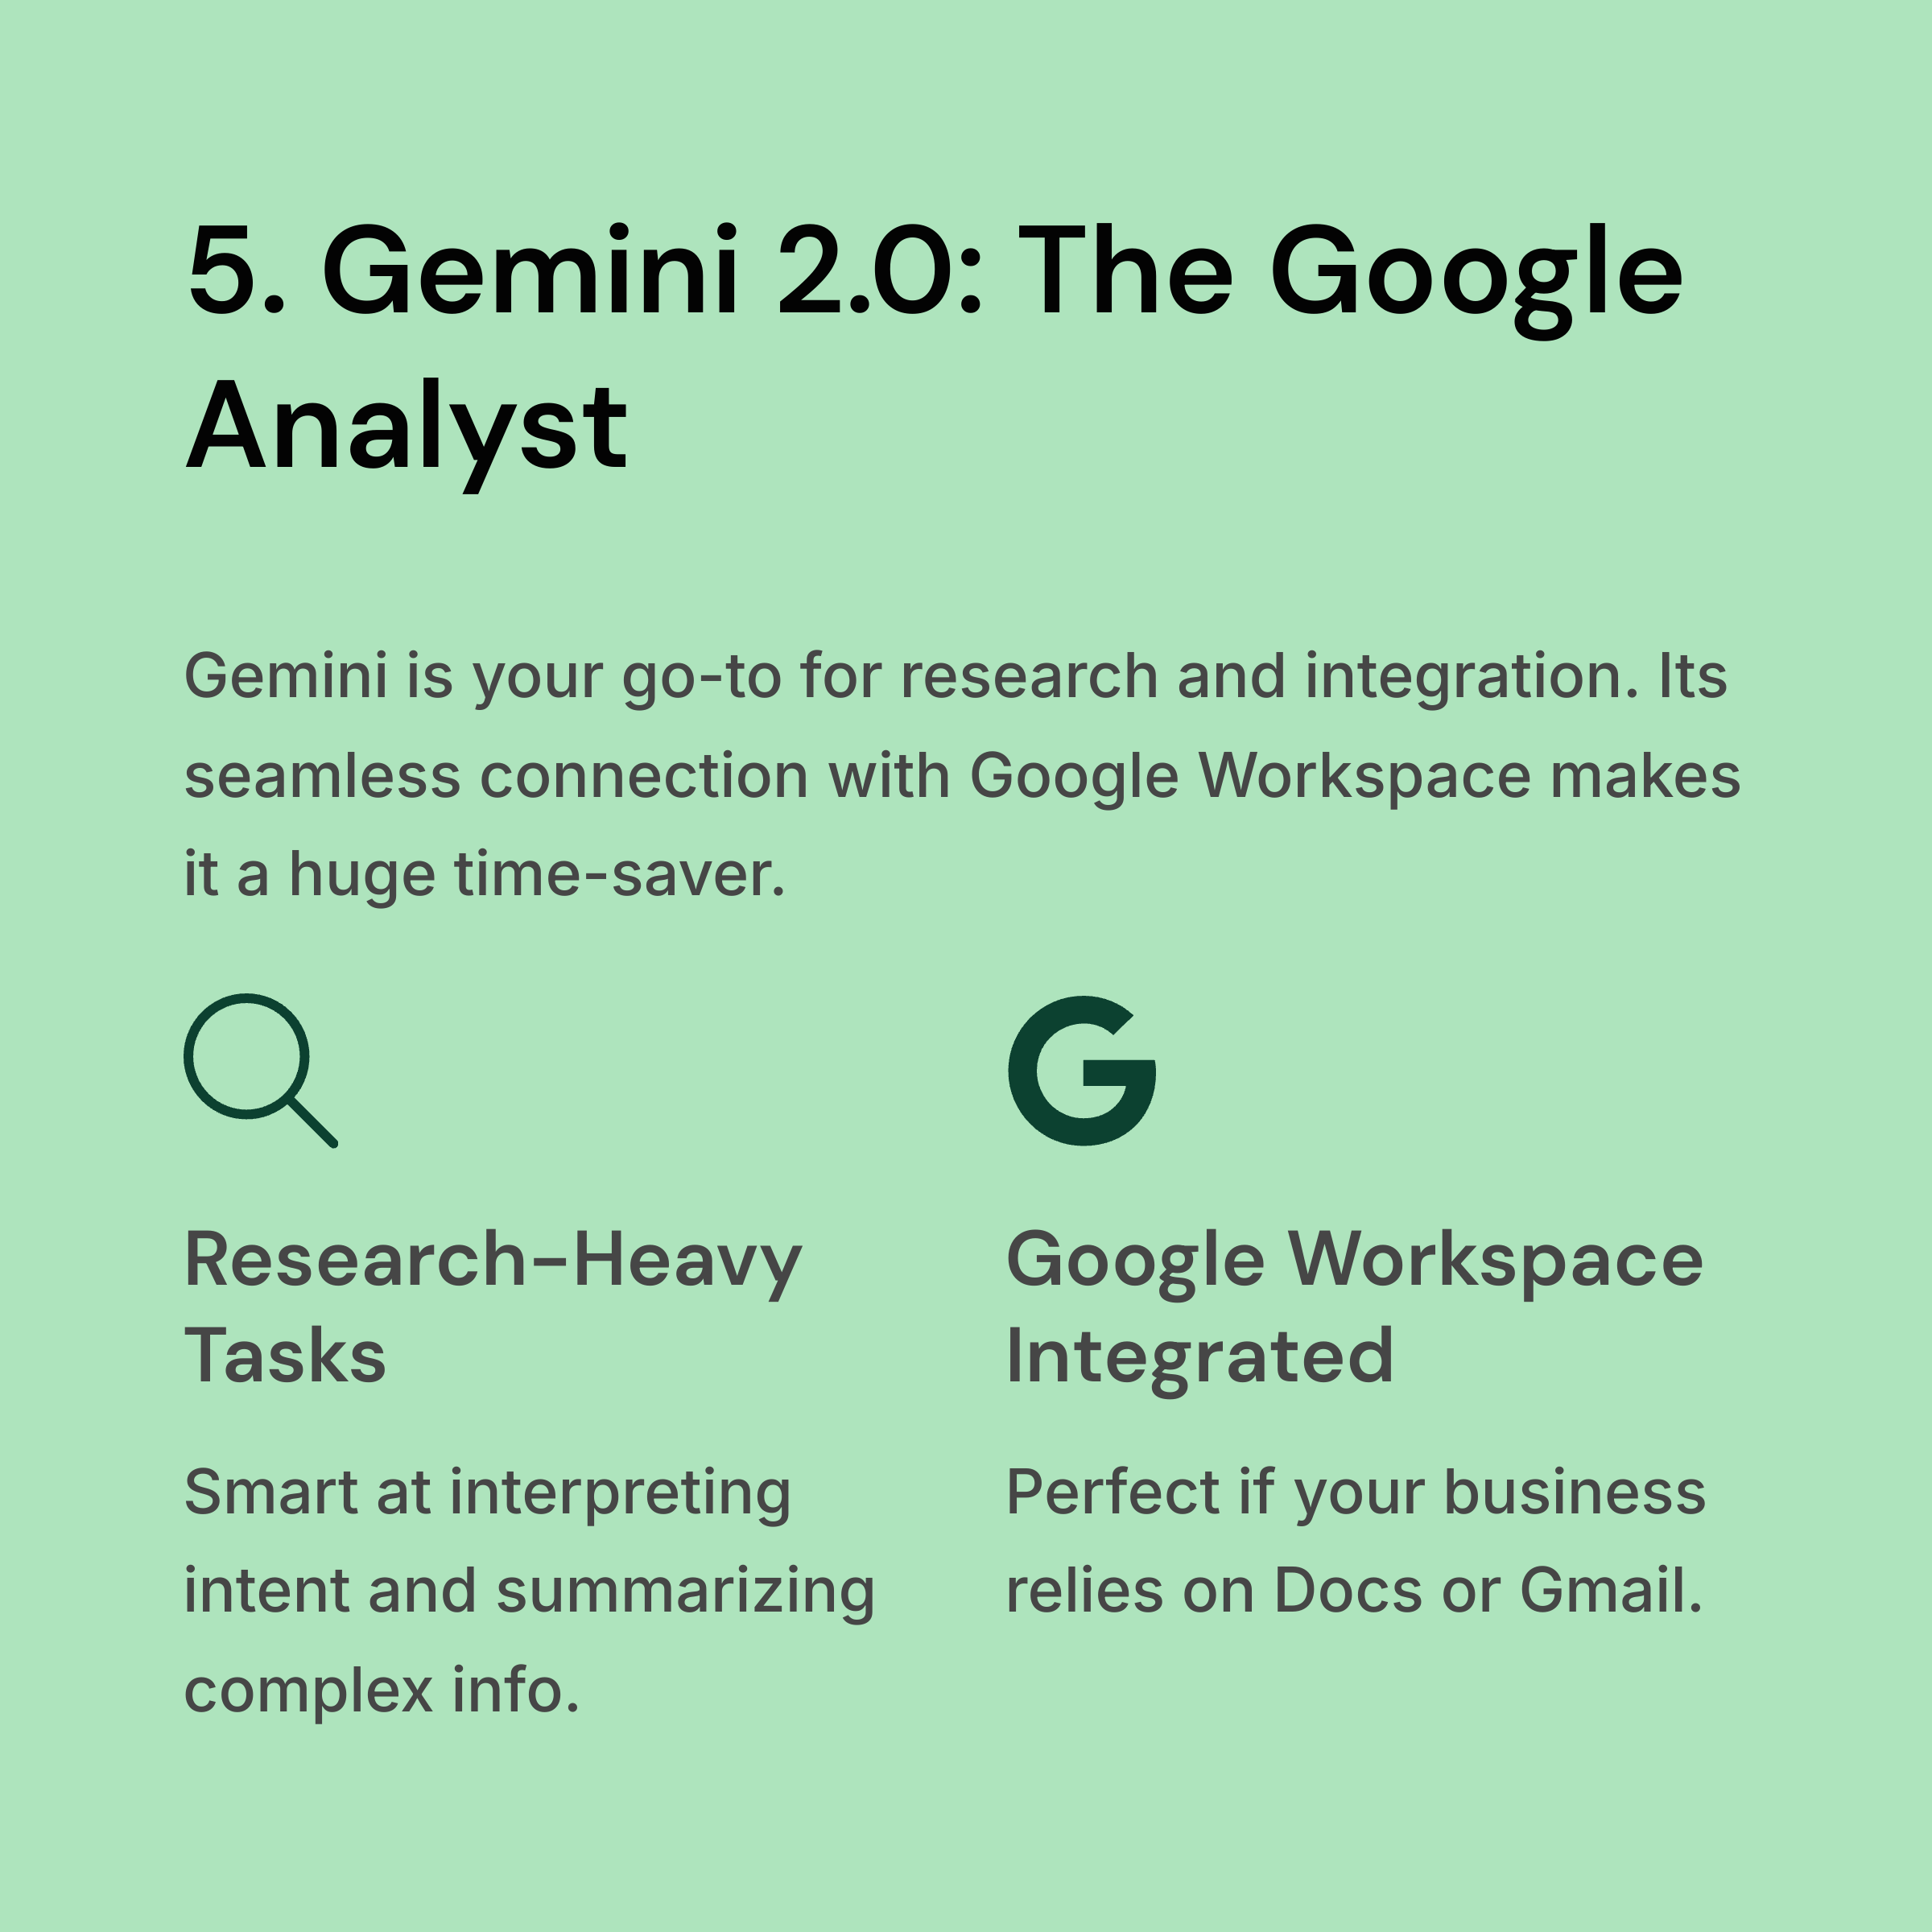 5. Gemini 2.0: The Google
Analyst
Gemini is your go-to for research and integration. Its
seamless connection with Google Workspace makes
it a huge time-saver.
G
Research-Heavy
Tasks
Smart at interpreting
intent and summarizing
complex info.
Google Workspace
Integrated
Perfect if your business
relies on Docs or Gmail.